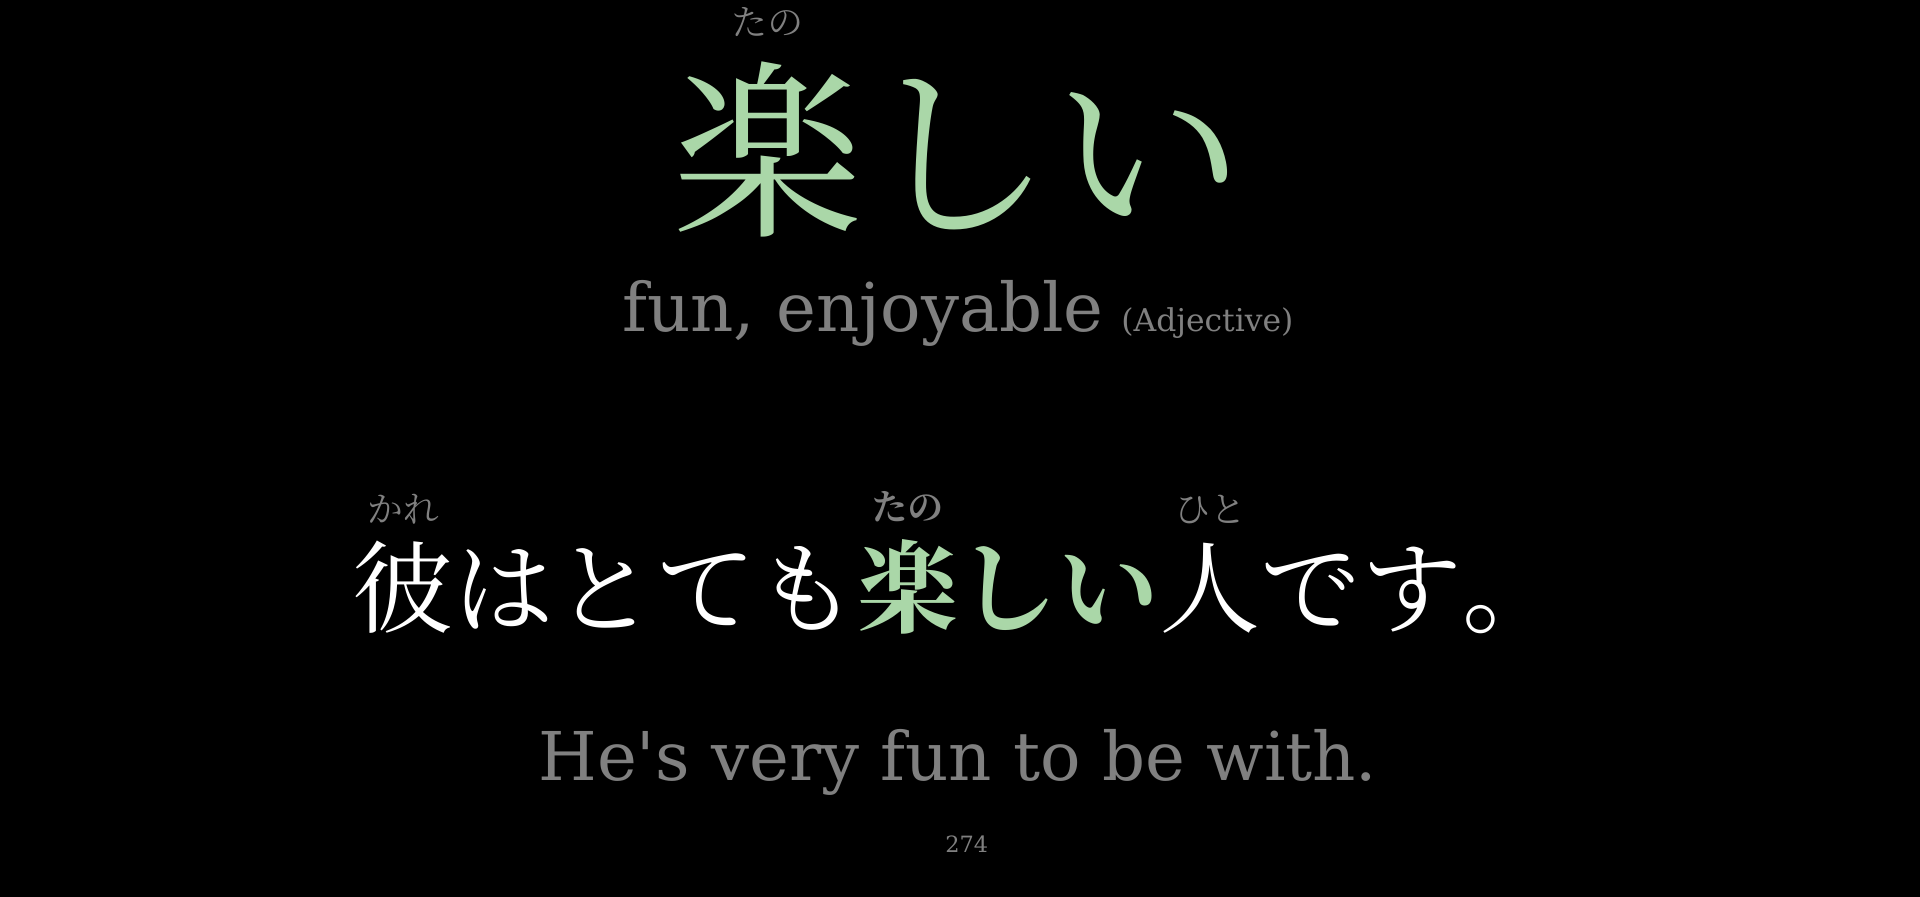 たの
楽しい
fun, enjoyable (Adjective)
かれ たの ひと
彼はとても楽しい人です。
He's very fun to be with.
274